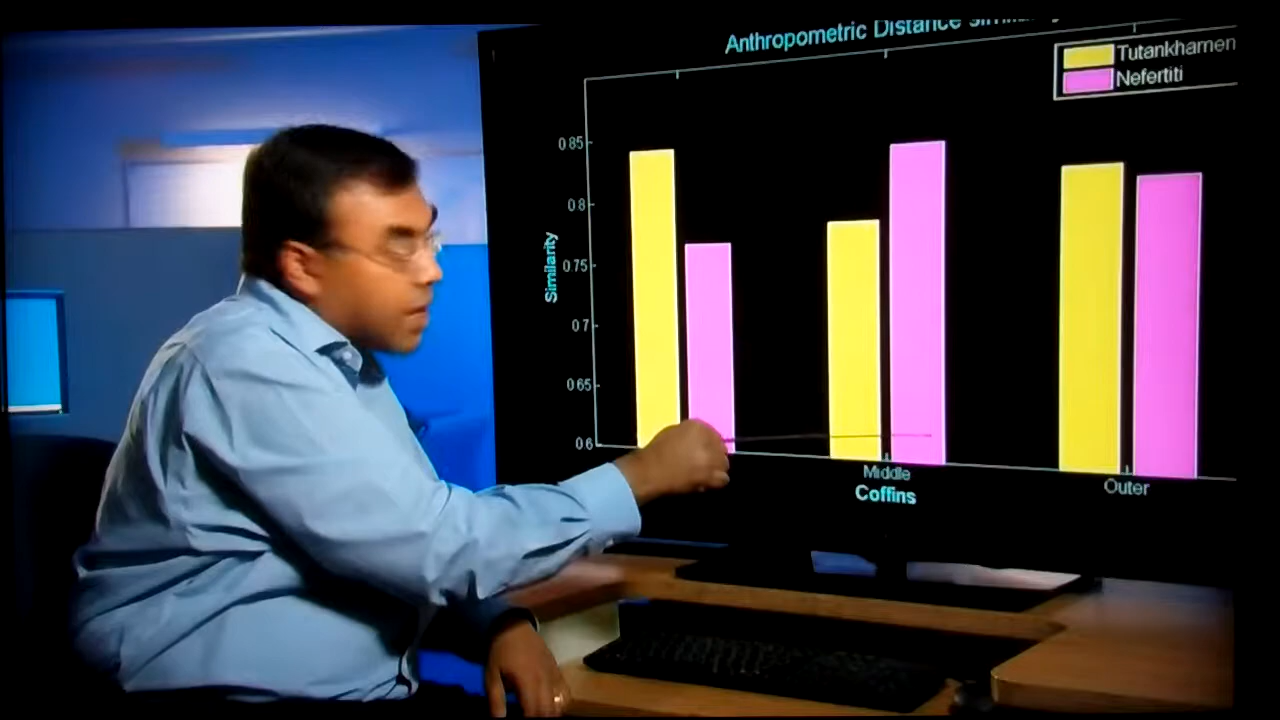 Anthropometric Distance
Tutankhamen
Nefertiti
0.85
0.8
0.75
0.7
0.65
0.6
Similarity
Middle
Outer
Coffins